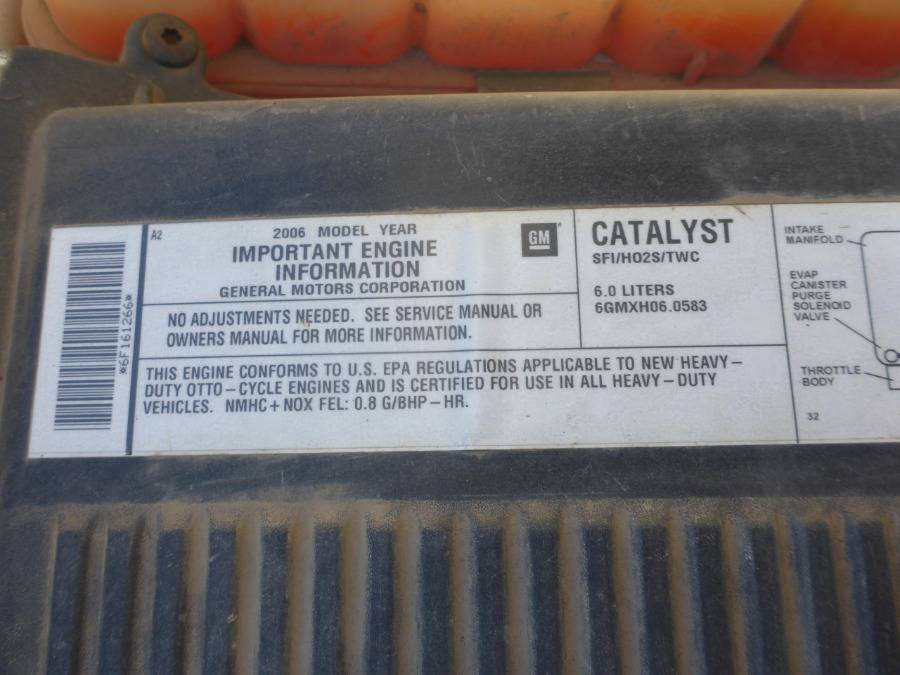 *6F161266*
A2
2006 MODEL YEAR
IMPORTANT ENGINE
INFORMATION
GENERAL MOTORS CORPORATION
GM
NO ADJUSTMENTS NEEDED. SEE SERVICE MANUAL OR
OWNERS MANUAL FOR MORE INFORMATION.
CATALYST
SFI/HO2S/TWC
6.0 LITERS
6GMXH06.0583
THIS ENGINE CONFORMS TO U.S. EPA REGULATIONS APPLICABLE TO NEW HEAVY-
DUTY OTTO-CYCLE ENGINES AND IS CERTIFIED FOR USE IN ALL HEAVY-DUTY
VEHICLES. NMHC+NOX FEL: 0.8 G/BHP-HR.
INTAKE
MANIFOLD
EVAP
CANISTER
PURGE
SOLENOID
VALVE
THROTTLE
BODY
32